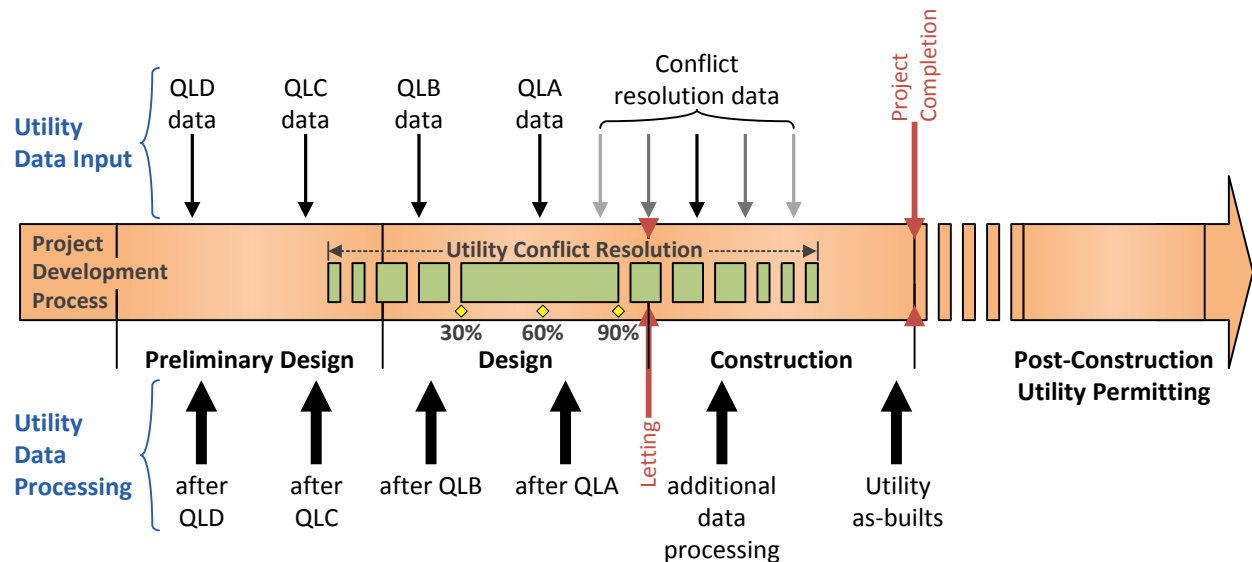 QLD
data
QLC
data
QLB
data
QLA
data
Conflict
resolution data
Project
Completion
Utility
Data Input
Project
Development
Process
Utility Conflict Resolution
30%
60%
90%
Preliminary Design
Design
Construction
Post-Construction
Utility Permitting
Letting
Utility
Data
Processing
after
QLD
after
QLC
after QLB
after QLA
additional
data
processing
Utility
as-builts